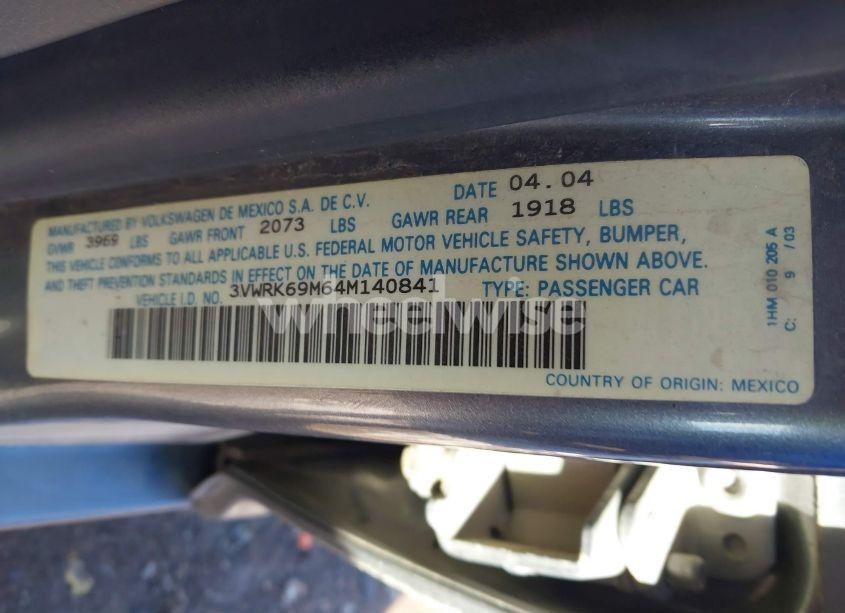 MANUFACTURED BY VOLKSWAGEN DE MEXICO S.A. DE C.V. DATE 04.04
GVWR 3969 LBS GAWR FRONT 2073 LBS GAWR REAR 1918 LBS
THIS VEHICLE CONFORMS TO ALL APPLICABLE U.S. FEDERAL MOTOR VEHICLE SAFETY, BUMPER,
AND THEFT PREVENTION STANDARDS IN EFFECT ON THE DATE OF MANUFACTURE SHOWN ABOVE.
VEHICLE I.D. NO. 3VWRK69M64M140841 TYPE: PASSENGER CAR
wheelwise
COUNTRY OF ORIGIN: MEXICO
1HM 010 205 A
C: 9 / 03